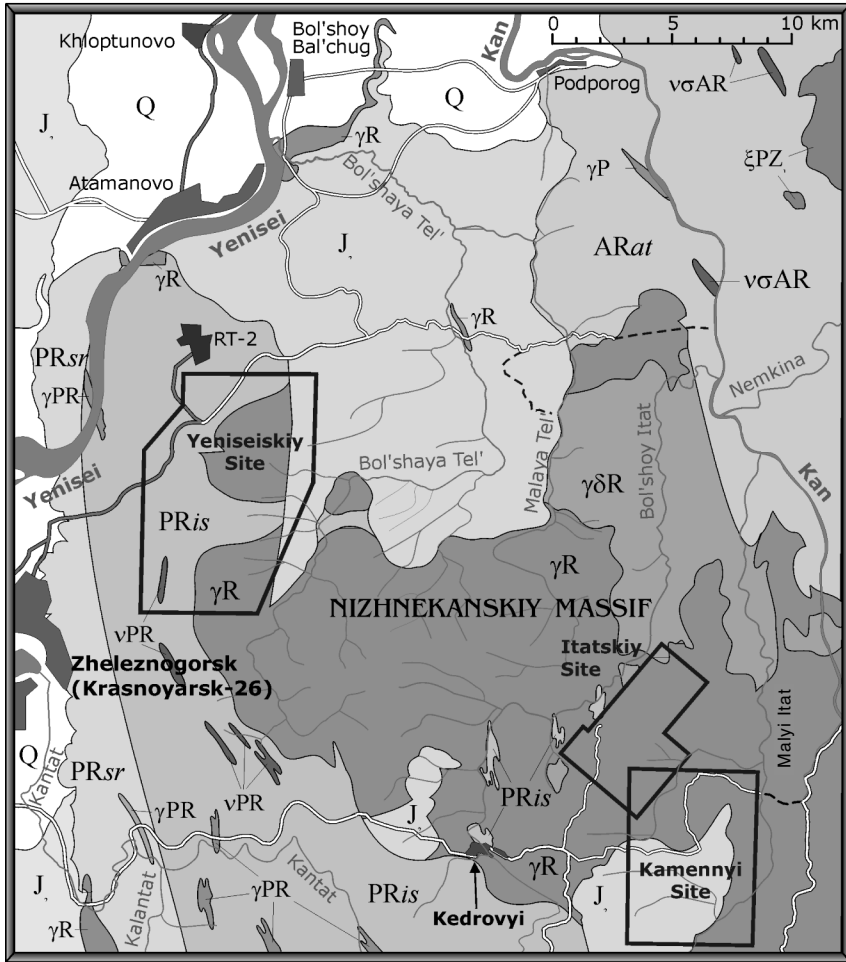 0 5 10 km
Khloptunovo
Bol'shoy
Bal'chug
Kan
Podporog
νσAR
J,
Q
Q
γR
ξPZ,
Atamanovo
Bol'shaya
Tel'
γP
Yenisei
J,
ARat
νσAR
γR
γR
PRsr
RT-2
γPR
Nemkina
Yeniseiskiy
Site
Bol'shaya Tel'
Malaya Tel'
Bol'shoy Itat
Yenisei
γδR
Kan
PRis
γR
γR
NIZHNEKANSKIY MASSIF
νPR
Itatskiy
Site
Zheleznogorsk
(Krasnoyarsk-26)
Malyi Itat
Q
Kantat
PRsr
νPR
PRis
γPR
J,
γR
Kamennyi
Site
J,
J,
Kalantat
Kantat
γPR
PRis
Kedrovyi
γR